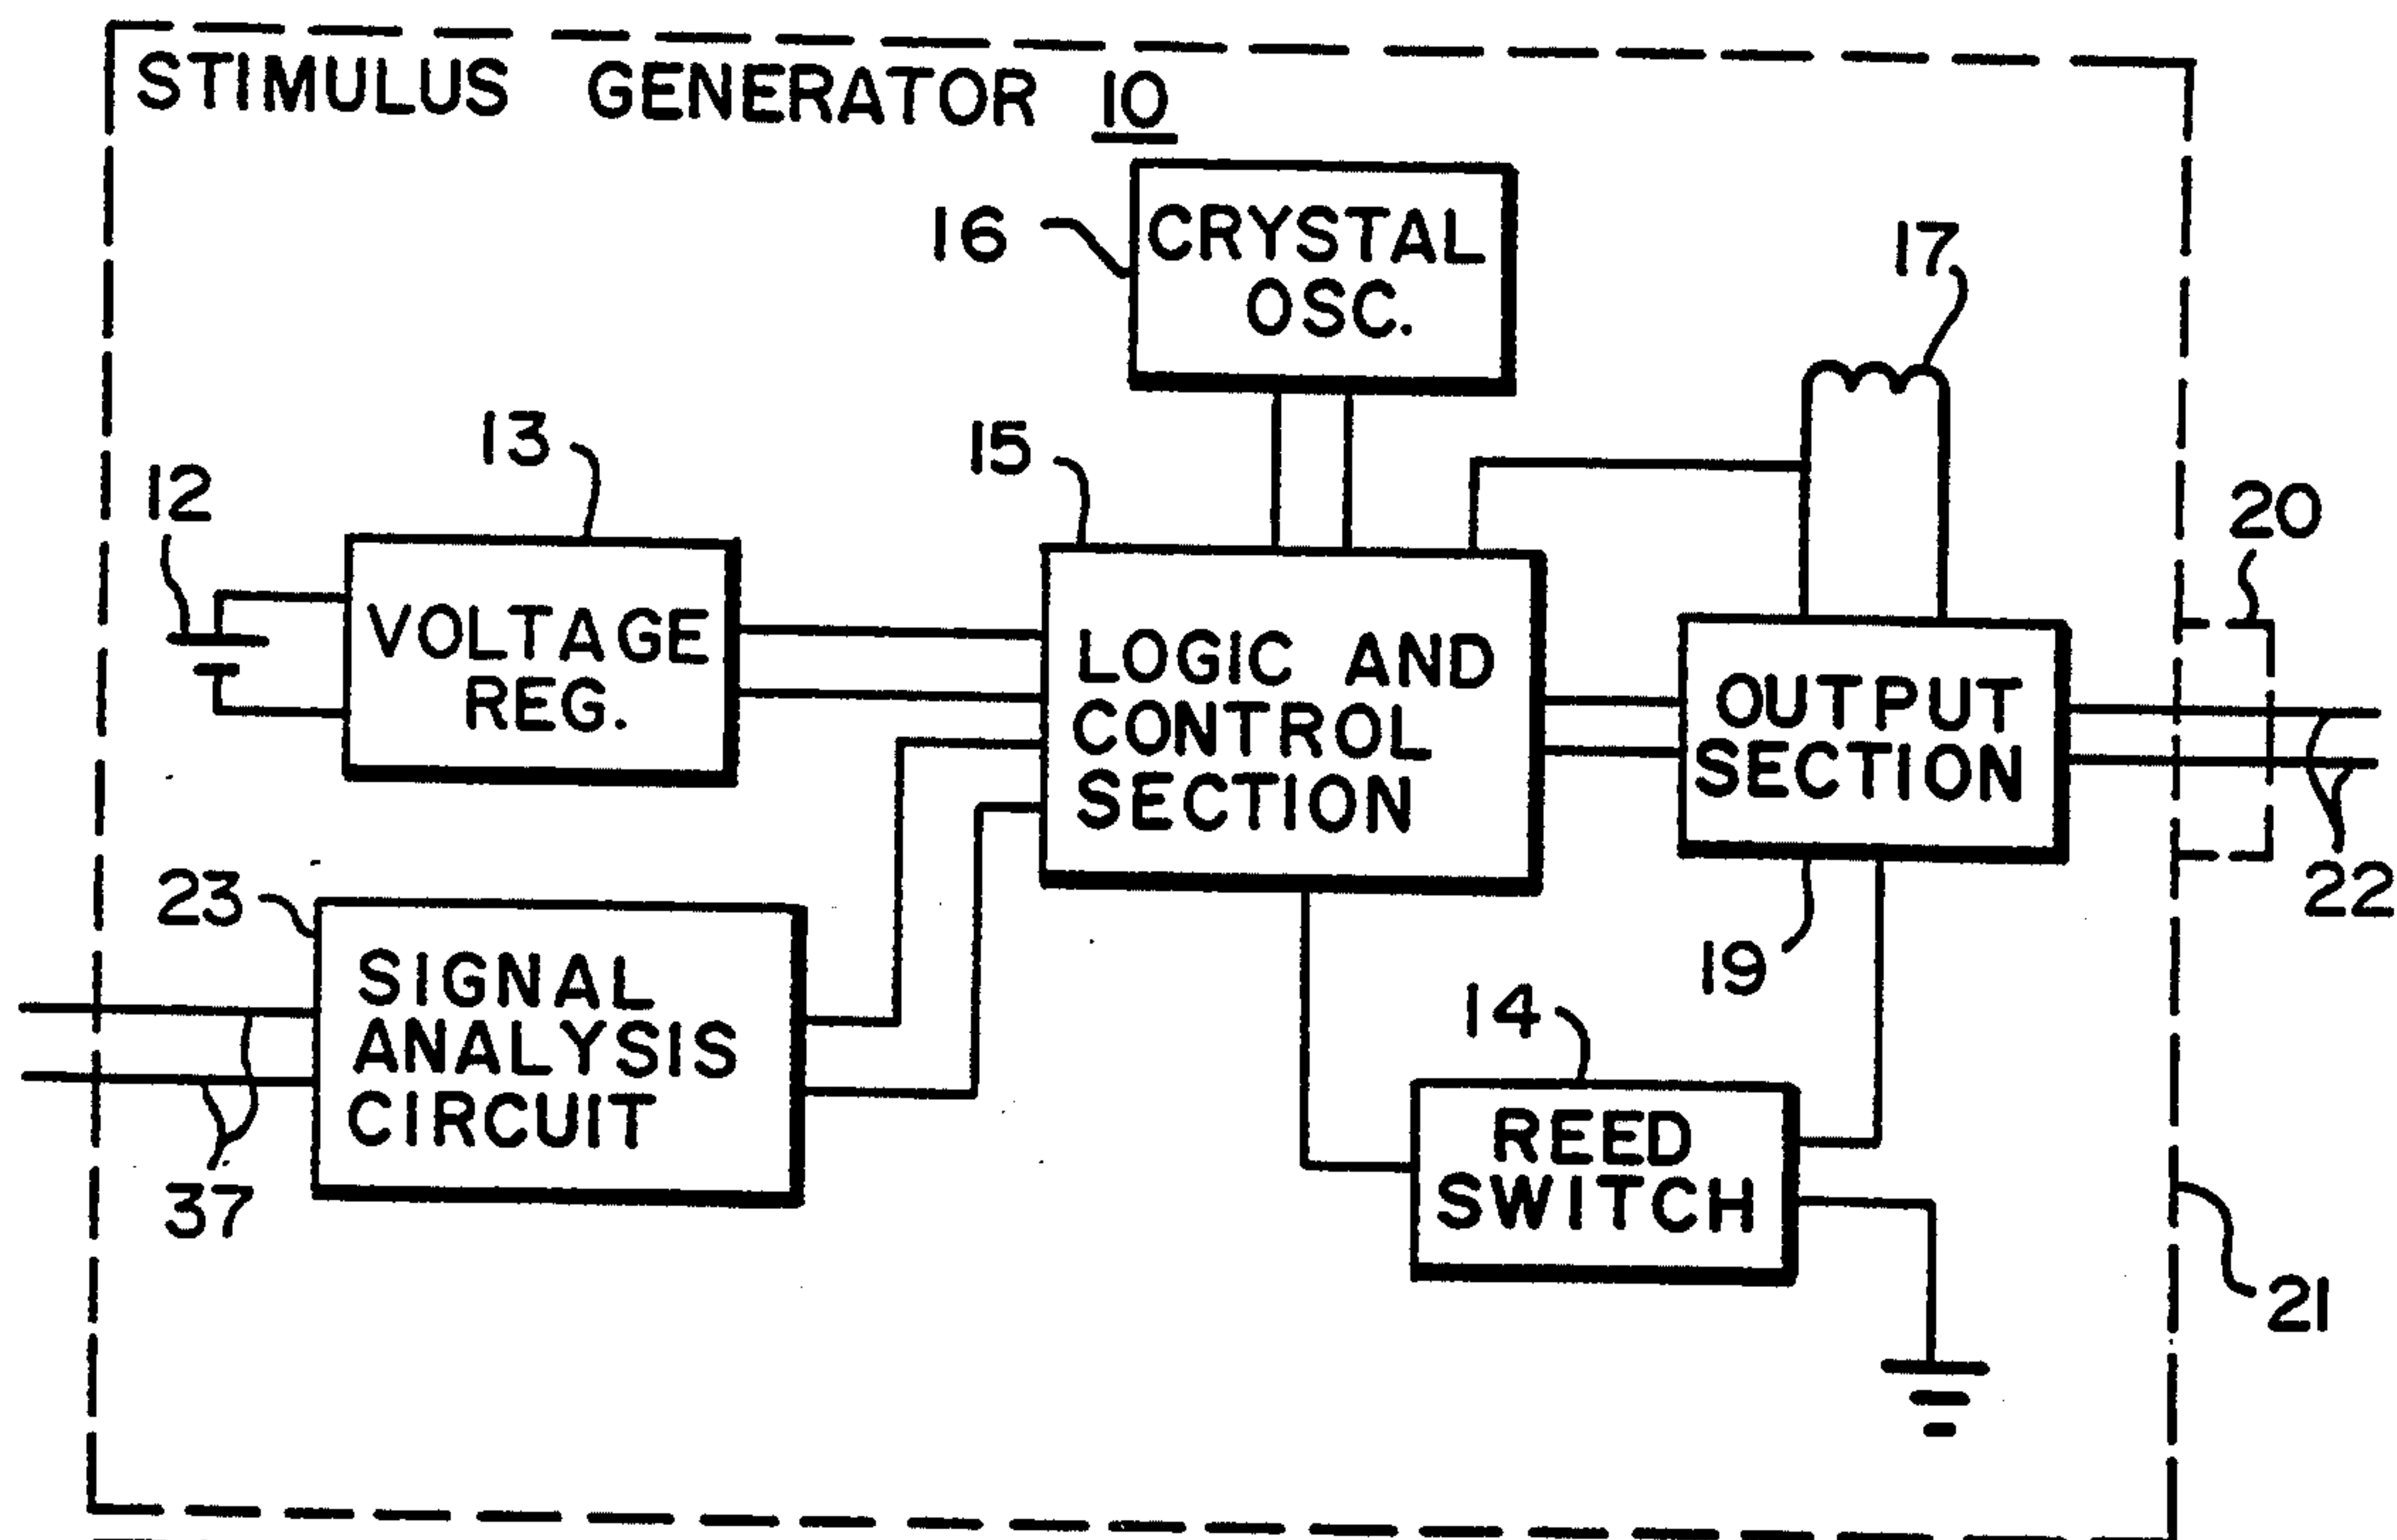 STIMULUS GENERATOR 10
16
CRYSTAL
OSC.
17
13
15
12
20
VOLTAGE
REG.
LOGIC AND
CONTROL
SECTION
OUTPUT
SECTION
23
22
19
SIGNAL
ANALYSIS
CIRCUIT
14
REED
SWITCH
37
21